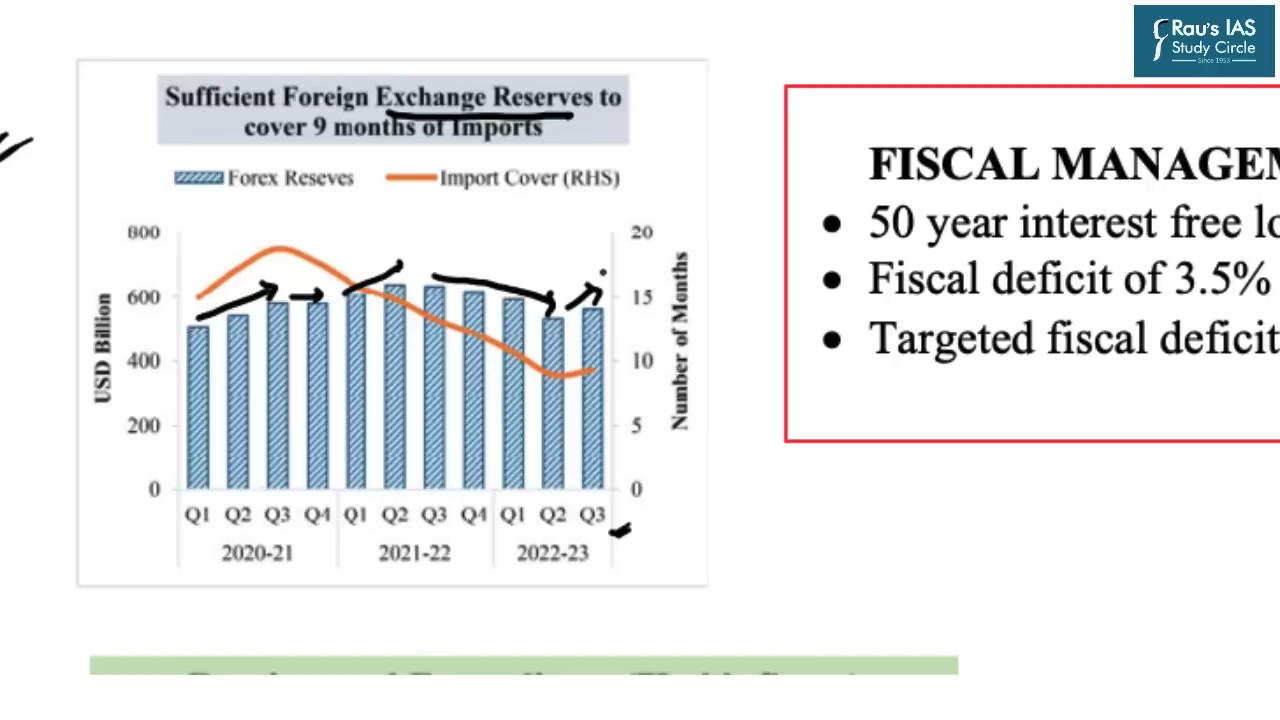 Rau's IAS
Study Circle
Since 1953
Sufficient Foreign Exchange Reserves to
cover 9 months of Imports
Forex Reseves
Import Cover (RHS)
USD Billion
800
600
400
200
0
20
15
10
5
0
Number of Months
Q1 Q2 Q3 Q4 Q1 Q2 Q3 Q4 Q1 Q2 Q3
2020-21 2021-22 2022-23
FISCAL MANAGEM
• 50 year interest free lo
• Fiscal deficit of 3.5%
• Targeted fiscal deficit